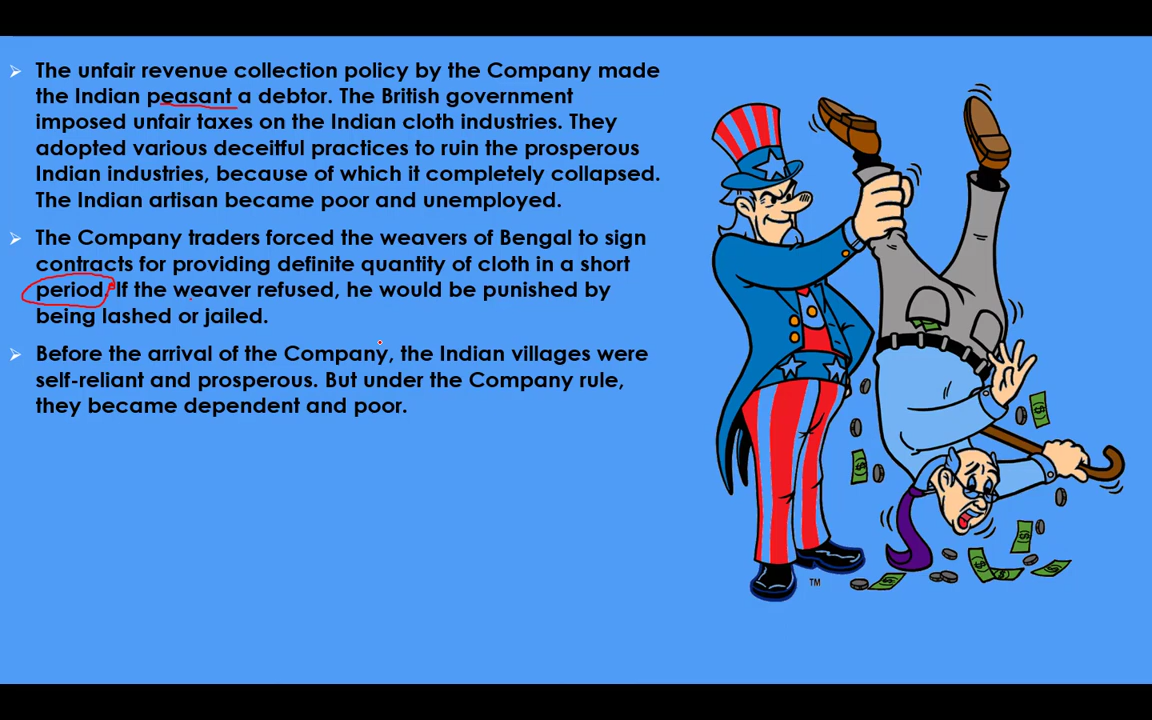 The unfair revenue collection policy by the Company made
the Indian peasant a debtor. The British government
imposed unfair taxes on the Indian cloth industries. They
adopted various deceitful practices to ruin the prosperous
Indian industries, because of which it completely collapsed.
The Indian artisan became poor and unemployed.
The Company traders forced the weavers of Bengal to sign
contracts for providing definite quantity of cloth in a short
period. If the weaver refused, he would be punished by
being lashed or jailed.
Before the arrival of the Company, the Indian villages were
self-reliant and prosperous. But under the Company rule,
they became dependent and poor.
TM